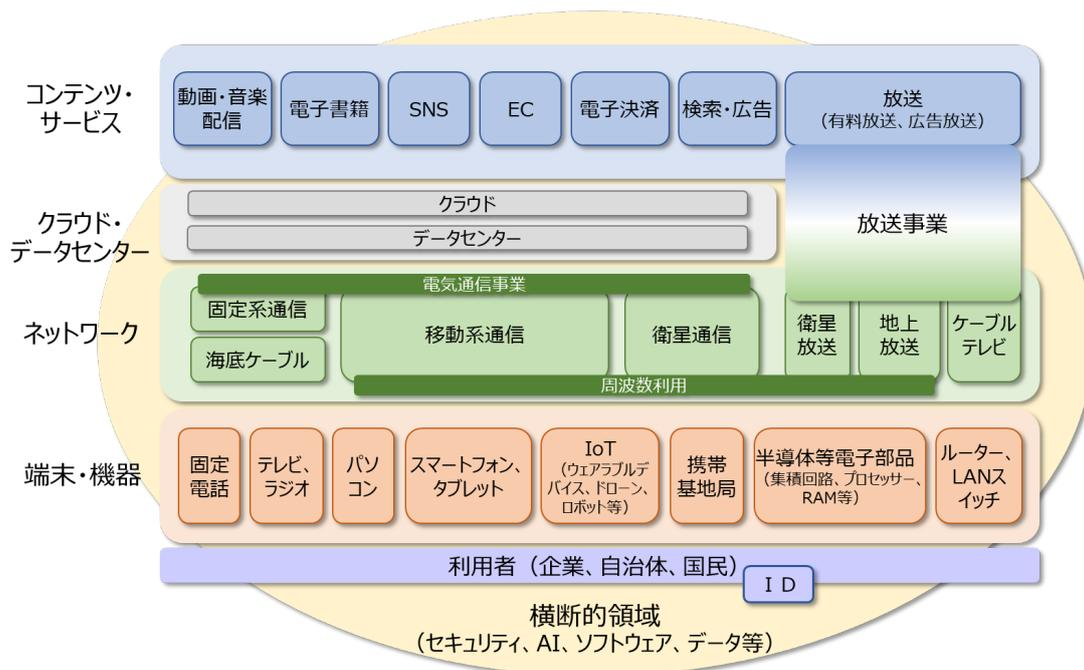 コンテンツ・
サービス
動画・音楽
配信
電子書籍
SNS
EC
電子決済
検索・広告
放送
（有料放送、広告放送）
クラウド・
データセンター
クラウド
データセンター
放送事業
ネットワーク
電気通信事業
固定系通信
海底ケーブル
移動系通信
衛星通信
衛星
放送
地上
放送
ケーブル
テレビ
周波数利用
端末・機器
固定
電話
テレビ、
ラジオ
パソ
コン
スマートフォン、
タブレット
IoT
（ウェアラブルデ
バイス、ドローン、
ロボット等）
携帯
基地局
半導体等電子部品
（集積回路、プロセッサー、
RAM等）
ルーター、
LANス
イッチ
利用者（企業、自治体、国民）
ＩＤ
横断的領域
（セキュリティ、AI、ソフトウェア、データ等）